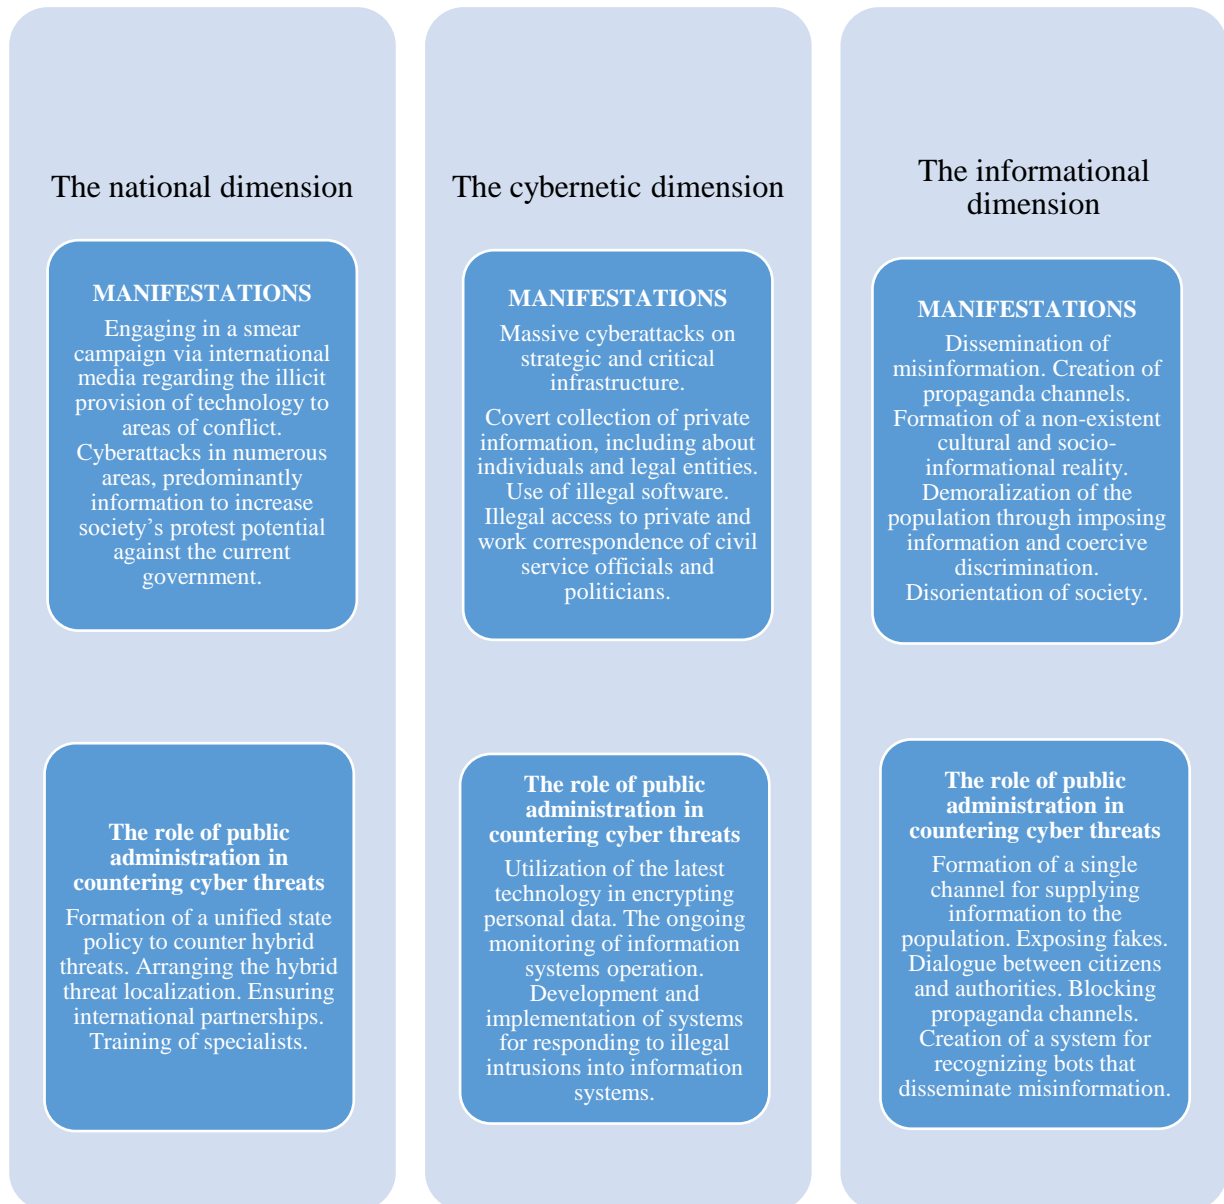 The national dimension
MANIFESTATIONS
Engaging in a smear
campaign via international
media regarding the illicit
provision of technology to
areas of conflict.
Cyberattacks in numerous
areas, predominantly
information to increase
society’s protest potential
against the current
government.
The role of public
administration in
countering cyber threats
Formation of a unified state
policy to counter hybrid
threats. Arranging the hybrid
threat localization. Ensuring
international partnerships.
Training of specialists.
The cybernetic dimension
MANIFESTATIONS
Massive cyberattacks on
strategic and critical
infrastructure.
Covert collection of private
information, including about
individuals and legal entities.
Use of illegal software.
Illegal access to private and
work correspondence of civil
service officials and
politicians.
The role of public
administration in
countering cyber threats
Utilization of the latest
technology in encrypting
personal data. The ongoing
monitoring of information
systems operation.
Development and
implementation of systems
for responding to illegal
intrusions into information
systems.
The informational
dimension
MANIFESTATIONS
Dissemination of
misinformation. Creation of
propaganda channels.
Formation of a non-existent
cultural and socio-
informational reality.
Demoralization of the
population through imposing
information and coercive
discrimination.
Disorientation of society.
The role of public
administration in
countering cyber threats
Formation of a single
channel for supplying
information to the
population. Exposing fakes.
Dialogue between citizens
and authorities. Blocking
propaganda channels.
Creation of a system for
recognizing bots that
disseminate misinformation.